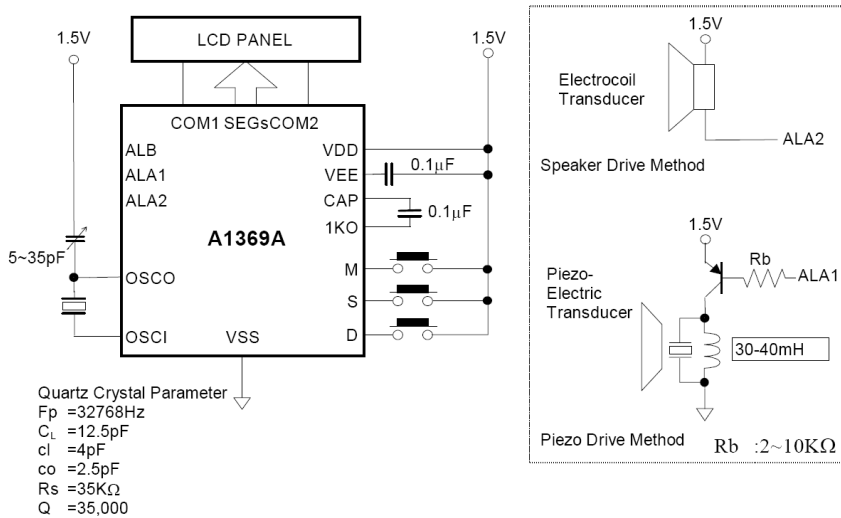 1.5V
LCD PANEL
1.5V
COM1 SEGsCOM2
ALB
ALA1
ALA2
VDD
VEE
CAP
1KO
0.1µF
0.1µF
A1369A
5~35pF
OSCO
OSCI
M
S
D
VSS
Quartz Crystal Parameter
Fp =32768Hz
CL =12.5pF
cl =4pF
co =2.5pF
Rs =35KΩ
Q =35,000
1.5V
Electrocoil
Transducer
ALA2
Speaker Drive Method
1.5V
Rb
ALA1
Piezo-
Electric
Transducer
30-40mH
Piezo Drive Method
Rb :2~10KΩ